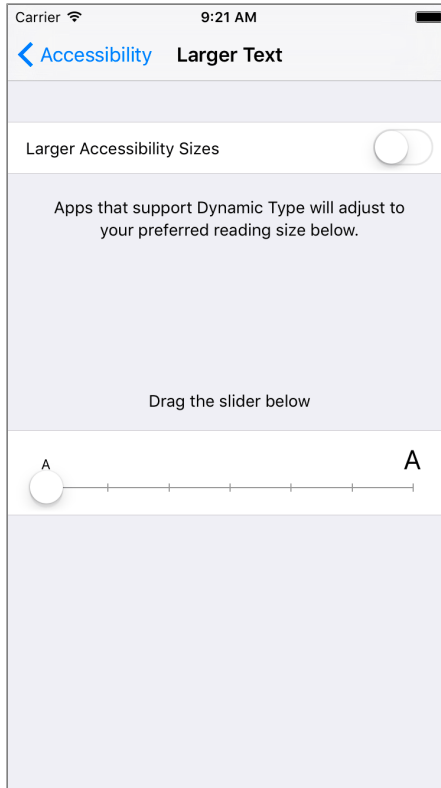 Carrier 9:21 AM
Accessibility Larger Text
Larger Accessibility Sizes
Apps that support Dynamic Type will adjust to
your preferred reading size below.
Drag the slider below
A A